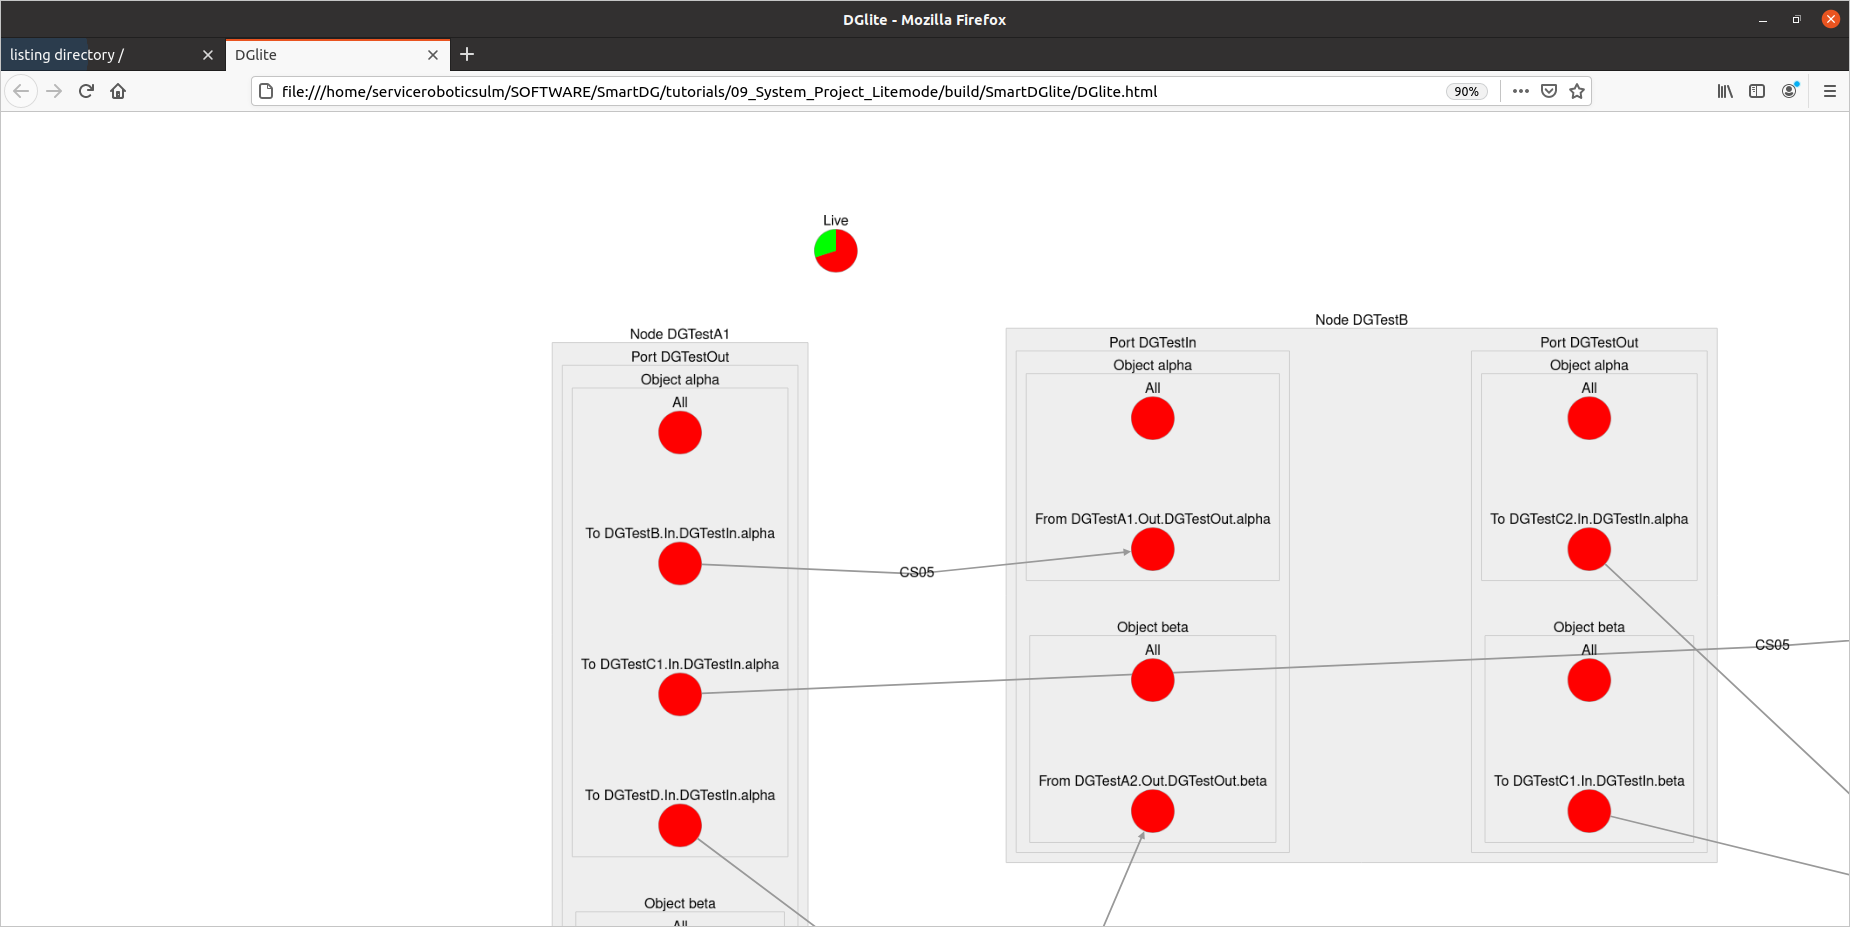 DGlite - Mozilla Firefox
listing directory /
DGlite
file:///home/serviceroboticsulm/SOFTWARE/SmartDG/tutorials/09_System_Project_Litemode/build/SmartDGlite/DGlite.html
90%
Live
Node DGTestA1
Port DGTestOut
Object alpha
All
To DGTestB.In.DGTestIn.alpha
CS05
To DGTestC1.In.DGTestIn.alpha
To DGTestD.In.DGTestIn.alpha
Object beta
All
Node DGTestB
Port DGTestIn
Object alpha
All
From DGTestA1.Out.DGTestOut.alpha
Object beta
All
From DGTestA2.Out.DGTestOut.beta
Port DGTestOut
Object alpha
All
To DGTestC2.In.DGTestIn.alpha
Object beta
All
CS05
To DGTestC1.In.DGTestIn.beta